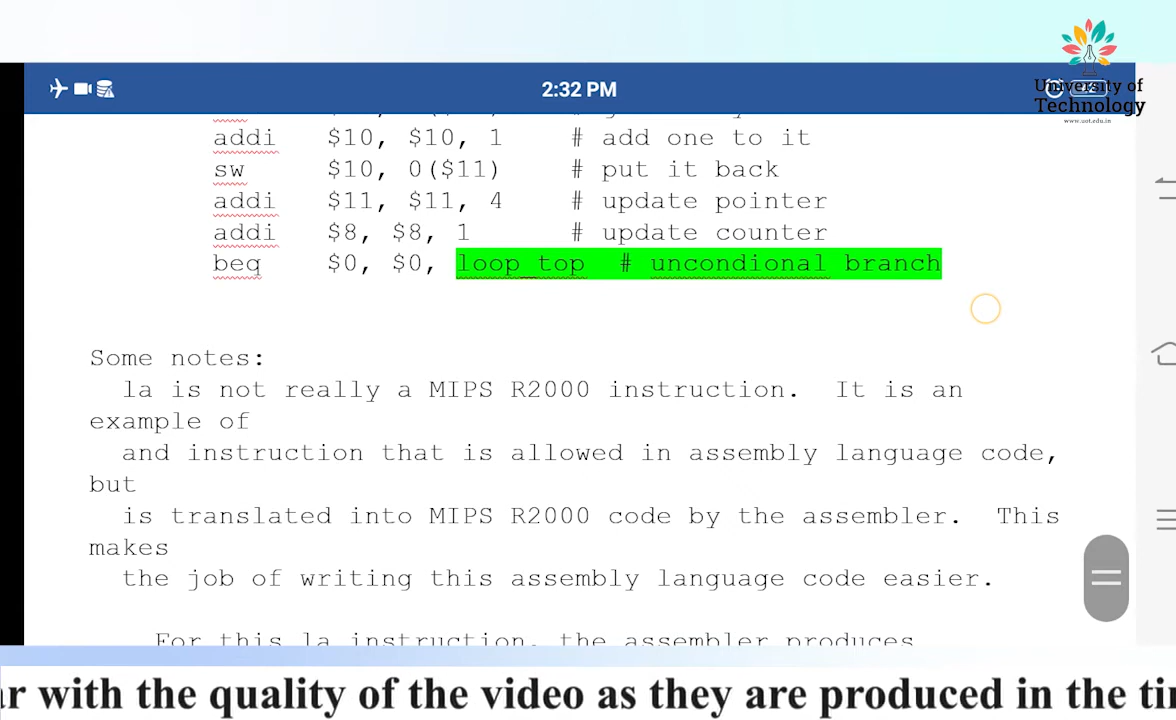 University of
Technology
www.uot.edu.in
2:32 PM
addi $10, $10, 1 # add one to it
sw $10, 0($11) # put it back
addi $11, $11, 4 # update pointer
addi $8, $8, 1 # update counter
beq $0, $0, loop_top # uncondional branch
Some notes:
la is not really a MIPS R2000 instruction. It is an
example of
and instruction that is allowed in assembly language code,
but
is translated into MIPS R2000 code by the assembler. This
makes
the job of writing this assembly language code easier.
For this la instruction, the assembler produces
with the quality of the video as they are produced in the